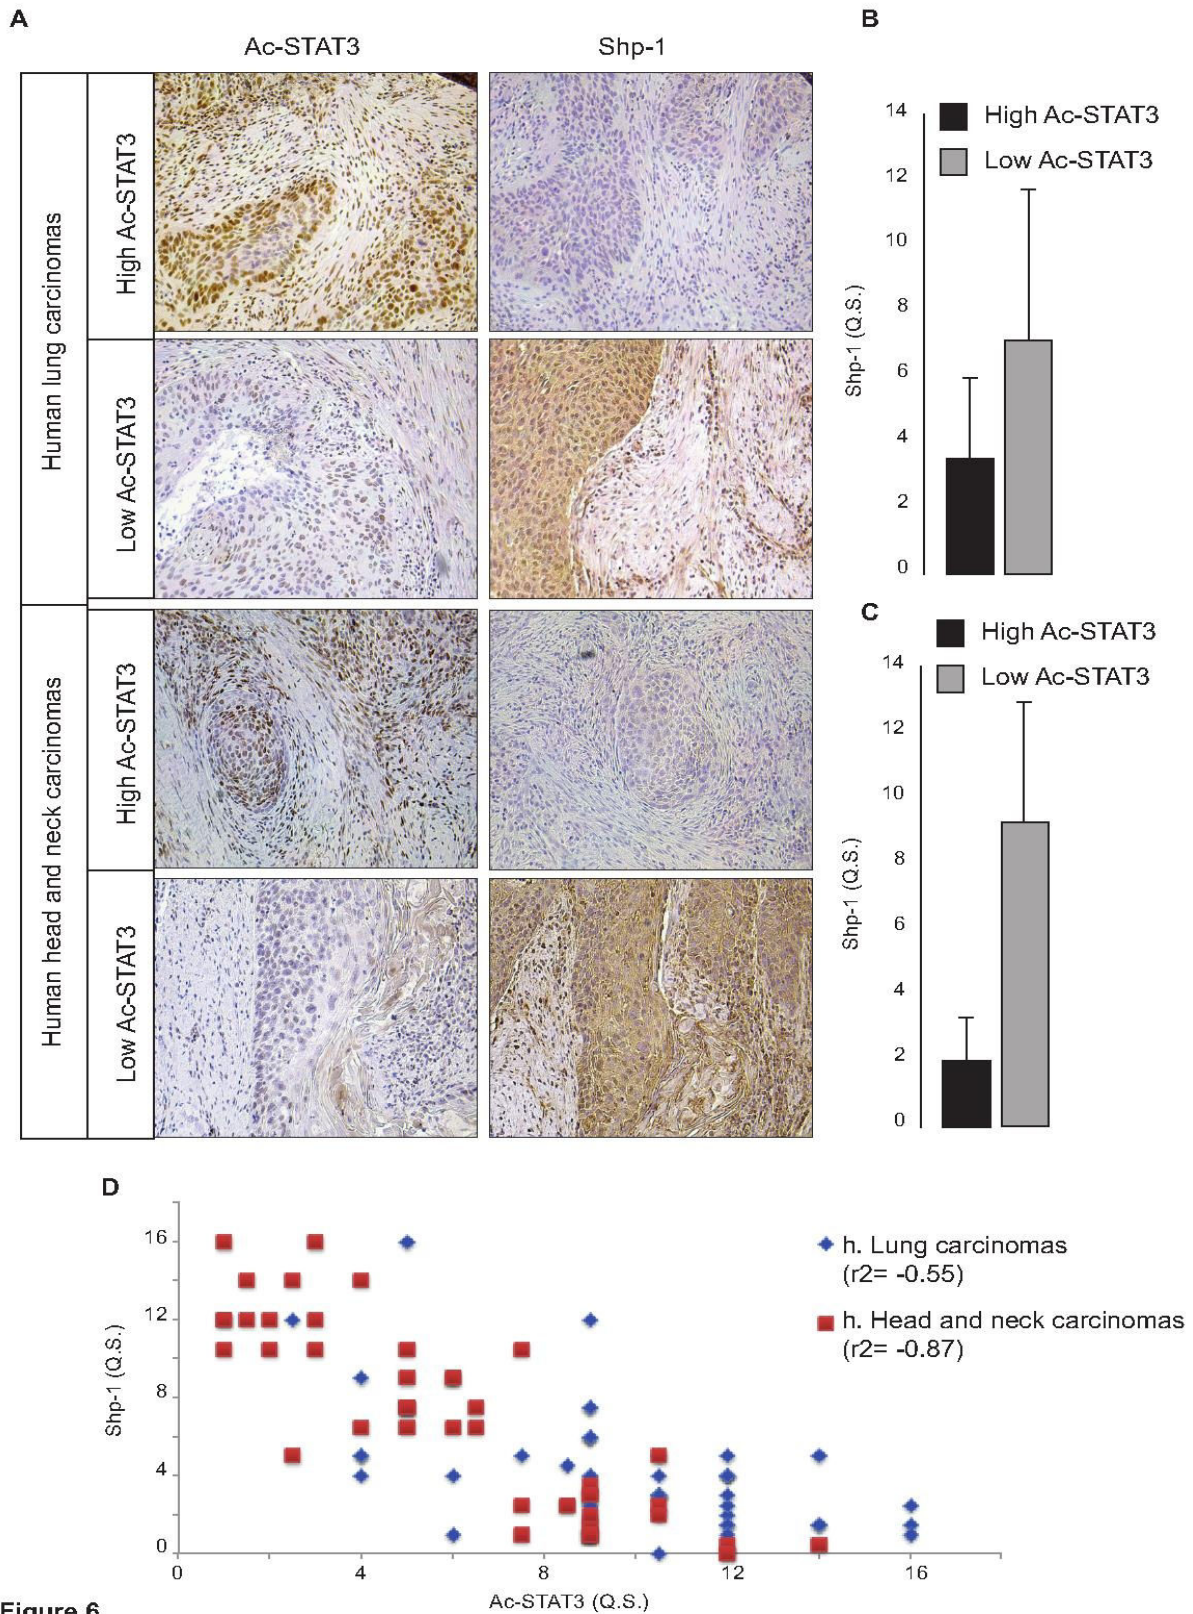 A
Ac-STAT3
Shp-1
Human lung carcinomas
High Ac-STAT3
Low Ac-STAT3
Human head and neck carcinomas
High Ac-STAT3
Low Ac-STAT3
B
High Ac-STAT3
Low Ac-STAT3
Shp-1 (Q.S.)
14
12
10
8
6
4
2
0
C
High Ac-STAT3
Low Ac-STAT3
Shp-1 (Q.S.)
14
12
10
8
6
4
2
0
D
h. Lung carcinomas
(r2= -0.55)
h. Head and neck carcinomas
(r2= -0.87)
Shp-1 (Q.S.)
16
12
8
4
0
0
4
8
12
16
Ac-STAT3 (Q.S.)
Figure 6